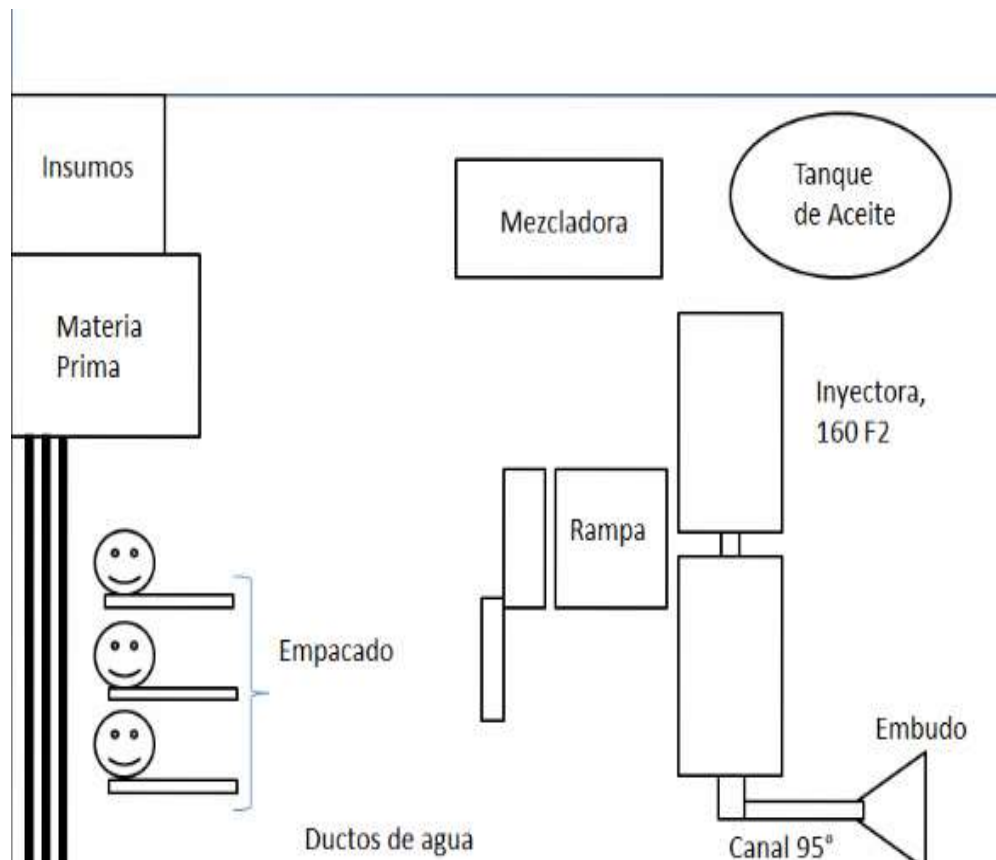 Insumos
Mezcladora
Tanque
de Aceite
Materia
Prima
Inyectora,
160 F2
Rampa
Empacado
Embudo
Ductos de agua
Canal 95°